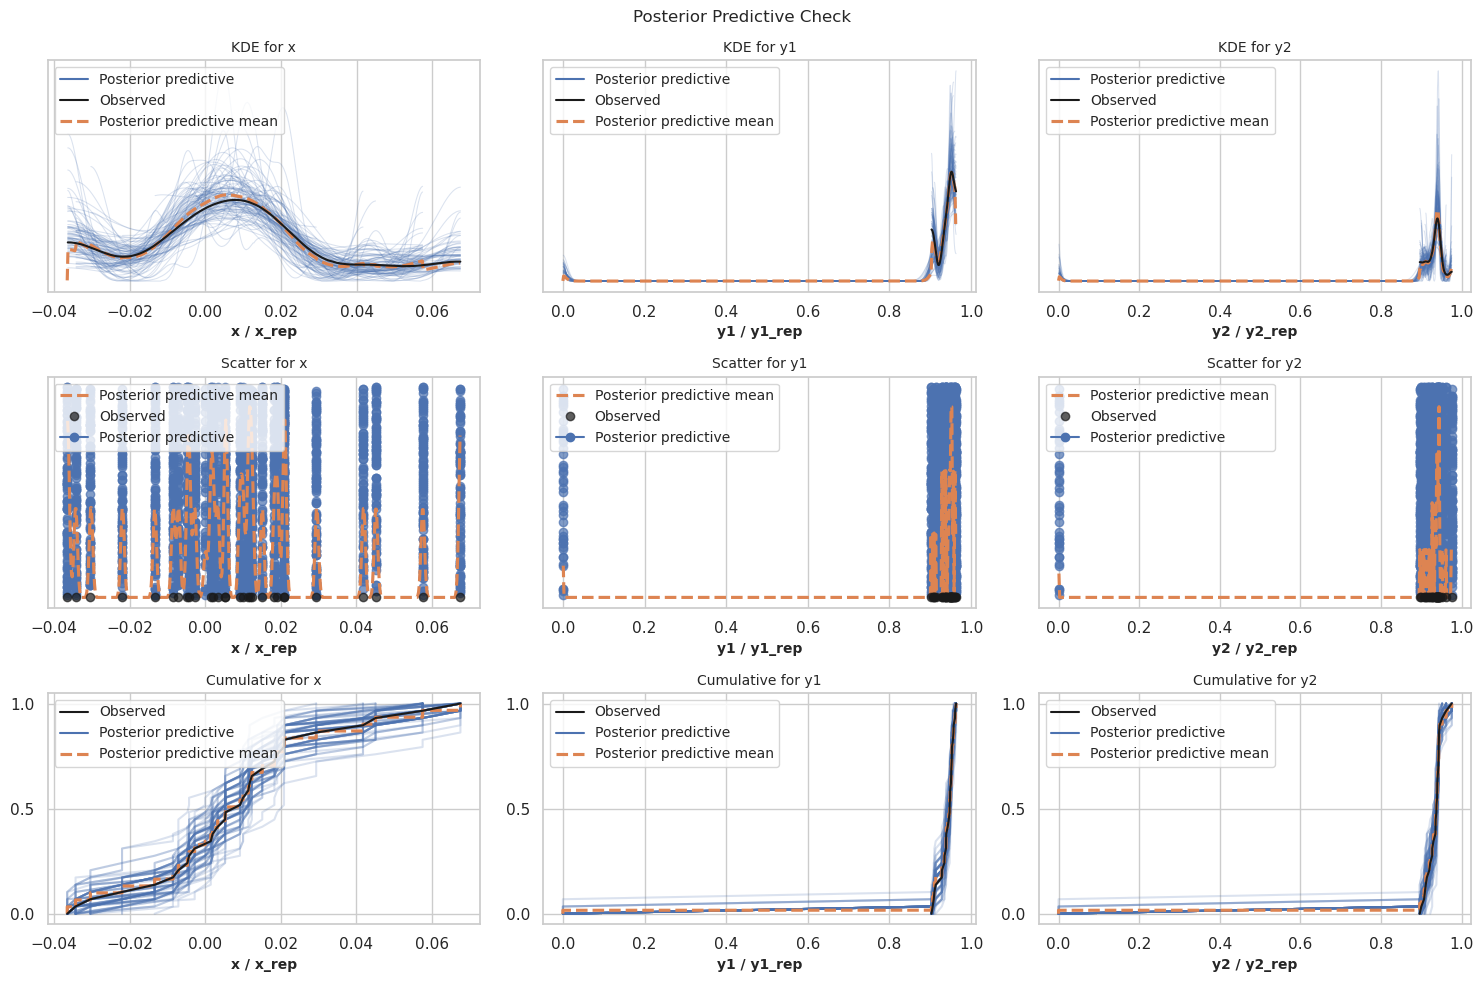 Posterior Predictive Check
KDE for x
Posterior predictive
Observed
Posterior predictive mean
−0.04 −0.02 0.00 0.02 0.04 0.06
x / x_rep
KDE for y1
Posterior predictive
Observed
Posterior predictive mean
0.0 0.2 0.4 0.6 0.8 1.0
y1 / y1_rep
KDE for y2
Posterior predictive
Observed
Posterior predictive mean
0.0 0.2 0.4 0.6 0.8 1.0
y2 / y2_rep
Scatter for x
Posterior predictive mean
Observed
Posterior predictive
−0.04 −0.02 0.00 0.02 0.04 0.06
x / x_rep
Scatter for y1
Posterior predictive mean
Observed
Posterior predictive
0.0 0.2 0.4 0.6 0.8 1.0
y1 / y1_rep
Scatter for y2
Posterior predictive mean
Observed
Posterior predictive
0.0 0.2 0.4 0.6 0.8 1.0
y2 / y2_rep
Cumulative for x
1.0
0.5
0.0
Observed
Posterior predictive
Posterior predictive mean
−0.04 −0.02 0.00 0.02 0.04 0.06
x / x_rep
Cumulative for y1
1.0
0.5
0.0
Observed
Posterior predictive
Posterior predictive mean
0.0 0.2 0.4 0.6 0.8 1.0
y1 / y1_rep
Cumulative for y2
1.0
0.5
0.0
Observed
Posterior predictive
Posterior predictive mean
0.0 0.2 0.4 0.6 0.8 1.0
y2 / y2_rep